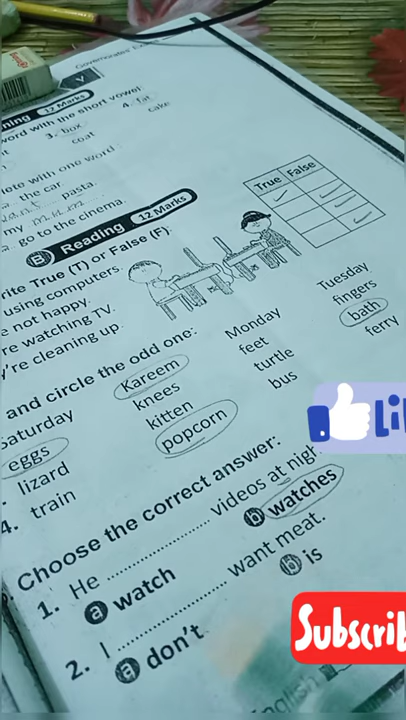 Governorates'
V
12 Marks
word with the short vowel
3. box
4. fat
coat
cake
with one word
the car.
pasta.
my mum
go to the cinema.
B Reading 12 Marks
True False
rite True (T) or False (F).
using computers.
not happy.
re watching TV.
y're cleaning up.
and circle the odd one:
Saturday Kareem Monday Tuesday
eggs knees feet fingers
lizard kitten turtle bath
4. train popcorn bus ferry
Li
Choose the correct answer:
1. He .................... videos at nigh
a watch b watches
2. I .................... want meat.
a don't b is
Subscrib
nglish